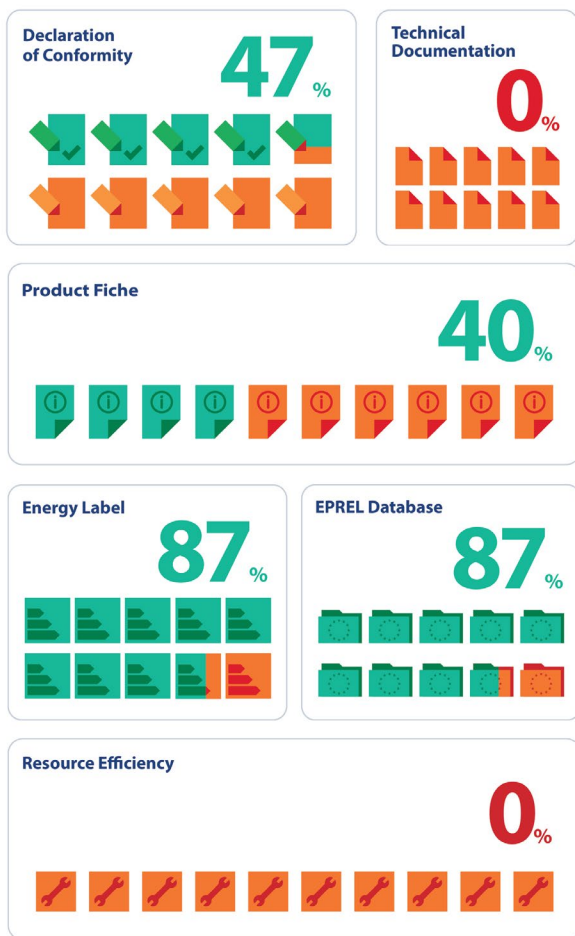 Declaration
of Conformity
47%
Technical
Documentation
0%
Product Fiche
40%
Energy Label
87%
EPREL Database
87%
Resource Efficiency
0%